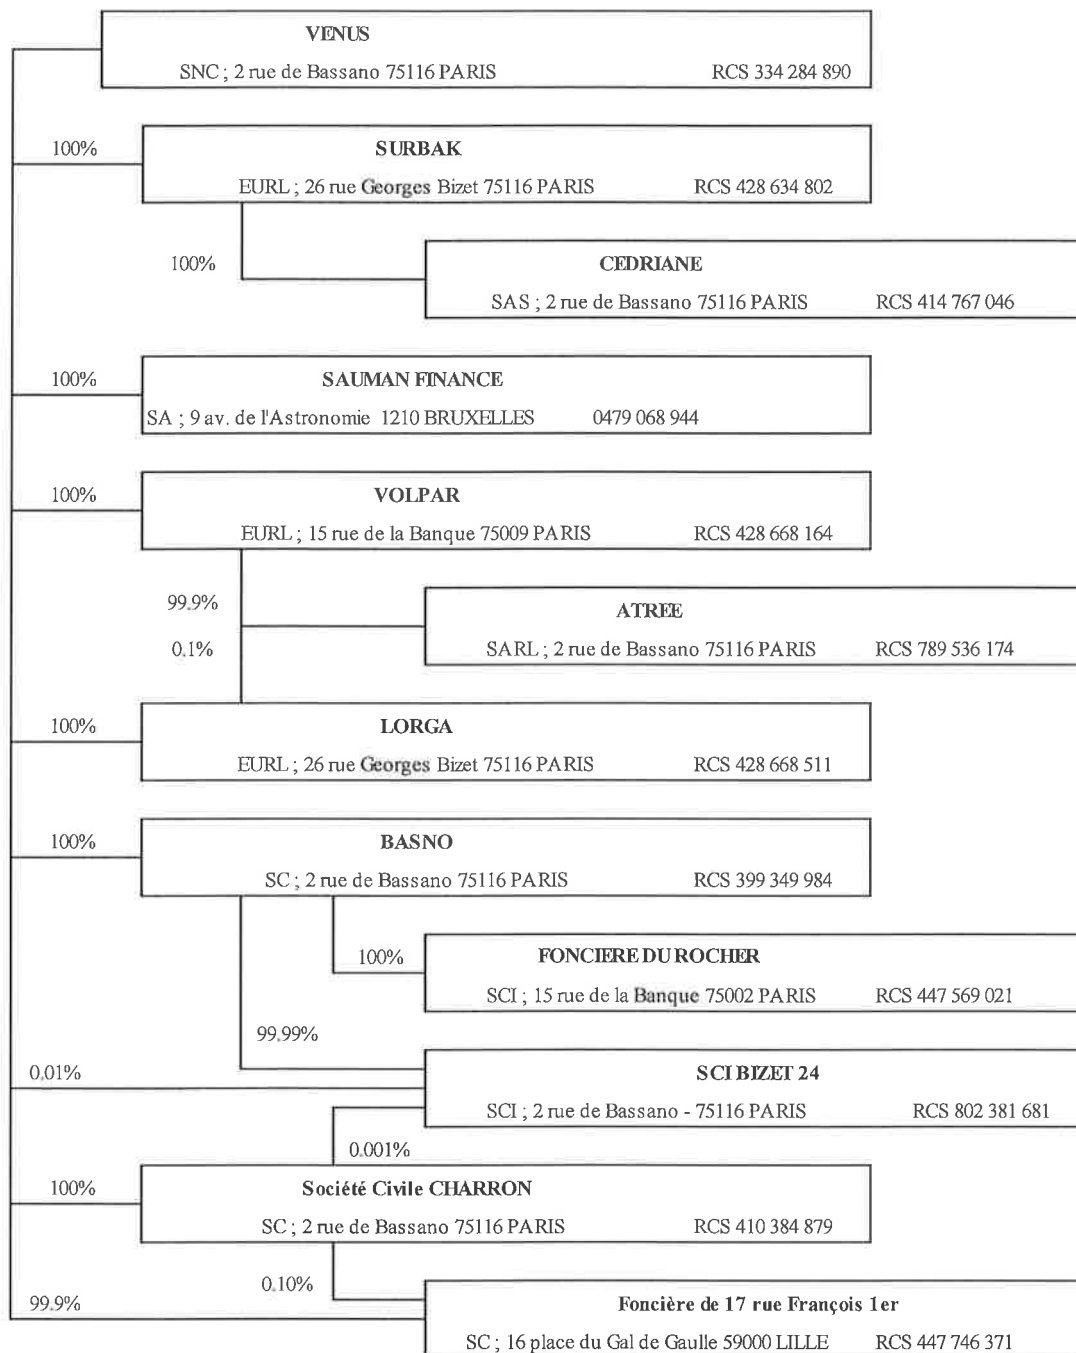 VENUS
SNC ; 2 rue de Bassano 75116 PARIS RCS 334 284 890
100%
SURBAK
EURL ; 26 rue Georges Bizet 75116 PARIS RCS 428 634 802
100%
CEDRIANE
SAS ; 2 rue de Bassano 75116 PARIS RCS 414 767 046
100%
SAUMAN FINANCE
SA ; 9 av. de l'Astronomie 1210 BRUXELLES 0479 068 944
100%
VOLPAR
EURL ; 15 rue de la Banque 75009 PARIS RCS 428 668 164
99.9%
ATREE
0.1%
SARL ; 2 rue de Bassano 75116 PARIS RCS 789 536 174
100%
LORGA
EURL ; 26 rue Georges Bizet 75116 PARIS RCS 428 668 511
100%
BASNO
SC ; 2 rue de Bassano 75116 PARIS RCS 399 349 984
100%
FONCIERE DU ROCHER
SCI ; 15 rue de la Banque 75002 PARIS RCS 447 569 021
99.99%
0.01%
SCI BIZET 24
SCI ; 2 rue de Bassano - 75116 PARIS RCS 802 381 681
0.001%
100%
Société Civile CHARRON
SC ; 2 rue de Bassano 75116 PARIS RCS 410 384 879
0.10%
99.9%
Foncière de 17 rue François 1er
SC ; 16 place du Gal de Gaulle 59000 LILLE RCS 447 746 371